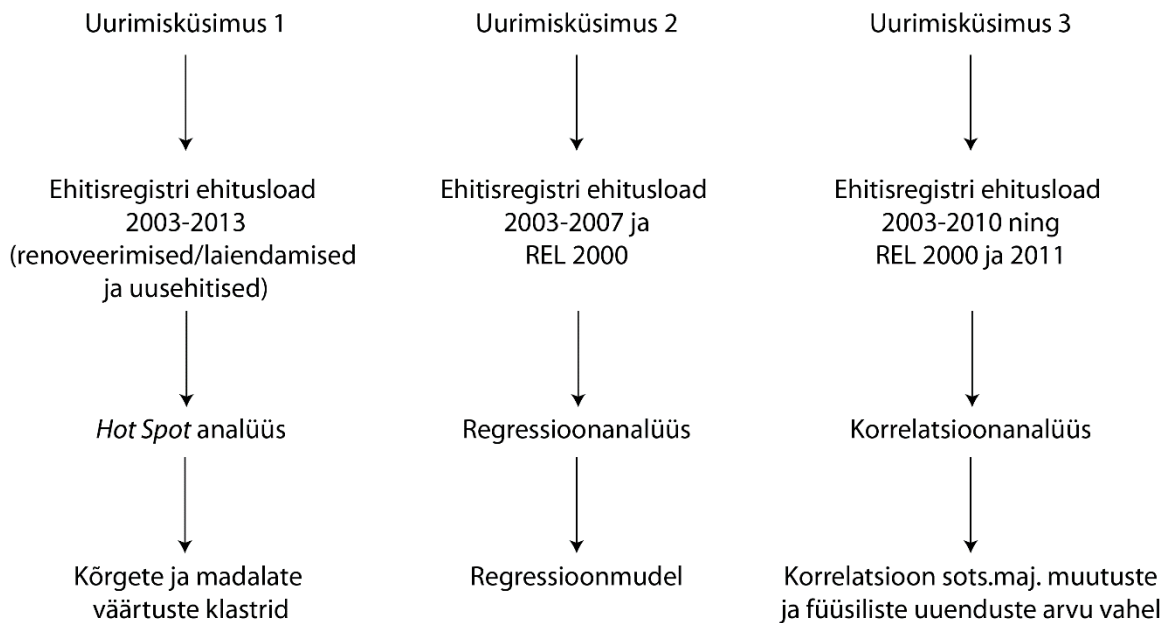 Uurimisküsimus 1
Ehitisregistri ehitusload
2003-2013
(renoveerimised/laiendamised
ja uusehitised)
Hot Spot analüüs
Kõrgete ja madalate
väärtuste klastrid
Uurimisküsimus 2
Ehitisregistri ehitusload
2003-2007 ja
REL 2000
Regressioonanalüüs
Regressioonmudel
Uurimisküsimus 3
Ehitisregistri ehitusload
2003-2010 ning
REL 2000 ja 2011
Korrelatsioonanalüüs
Korrelatsioon sots.maj. muutuste
ja füüsiliste uuenduste arvu vahel